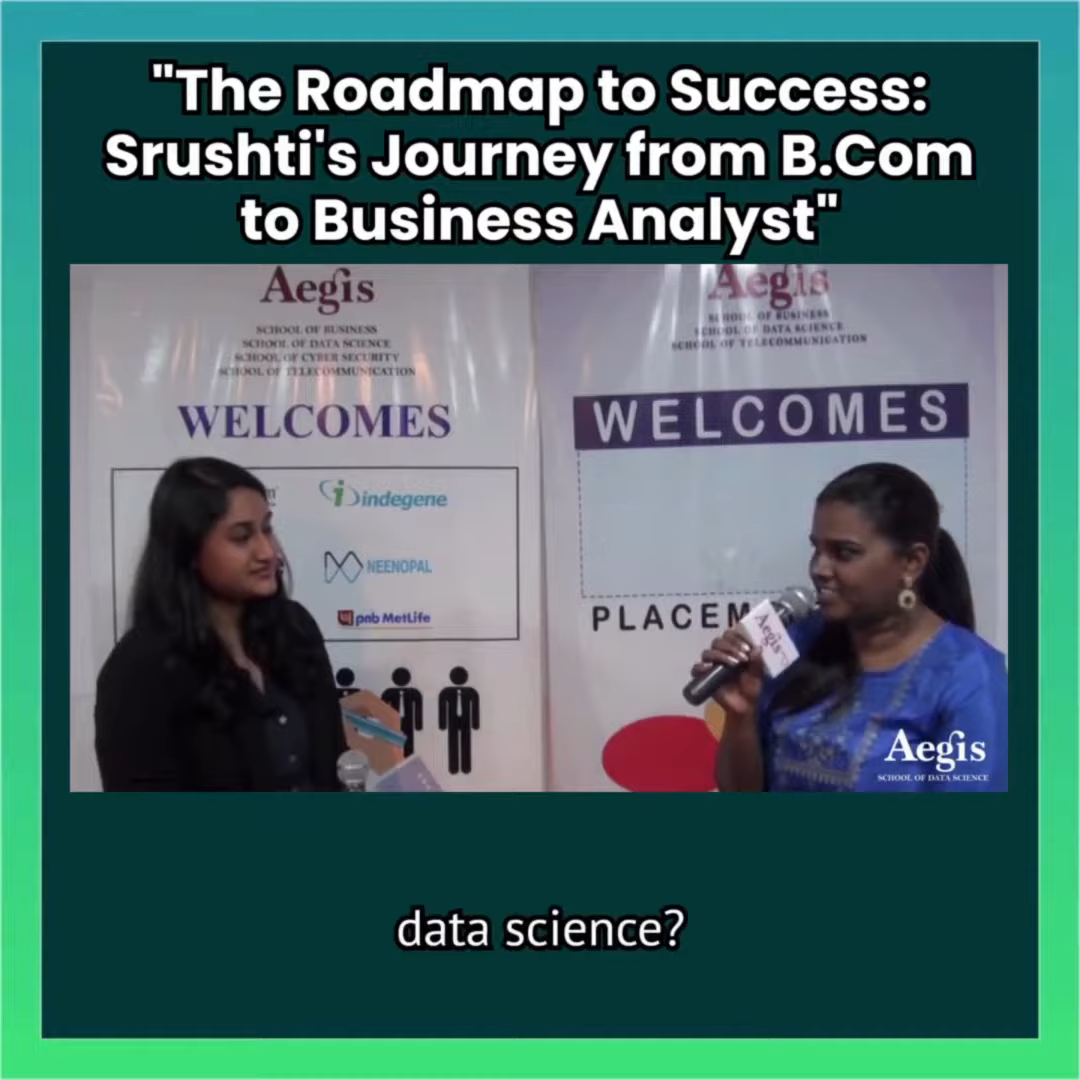 "The Roadmap to Success:
Srushti's Journey from B.Com
to Business Analyst"
Aegis
SCHOOL OF BUSINESS
SCHOOL OF DATA SCIENCE
SCHOOL OF CYBER SECURITY
SCHOOL OF TELECOMMUNICATION
WELCOMES
indegene
NEENOPAL
pnb MetLife
Aegis
SCHOOL OF BUSINESS
SCHOOL OF DATA SCIENCE
SCHOOL OF TELECOMMUNICATION
WELCOMES
PLACEM
Aegis
Aegis
SCHOOL OF DATA SCIENCE
data science?